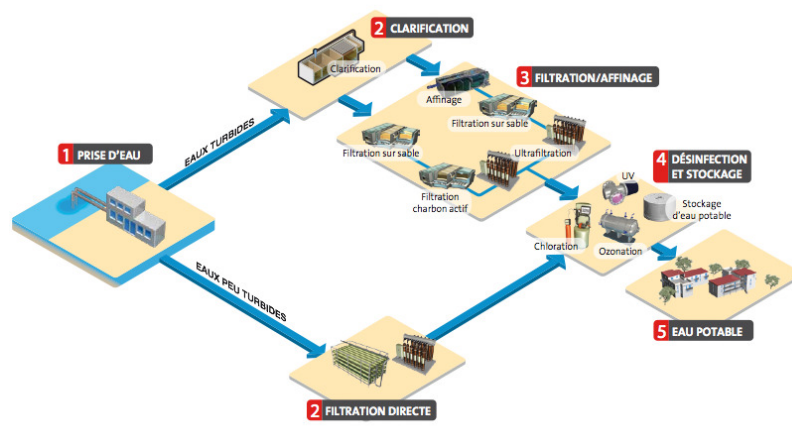 2 CLARIFICATION
Clarification
3 FILTRATION/AFFINAGE
Affinage
Filtration sur sable
Ultrafiltration
Filtration sur sable
Filtration
charbon actif
EAUX TURBIDES
1 PRISE D'EAU
4 DÉSINFECTION
ET STOCKAGE
UV
Stockage
d'eau potable
Chloration
Ozonation
EAUX PEU TURBIDES
5 EAU POTABLE
2 FILTRATION DIRECTE